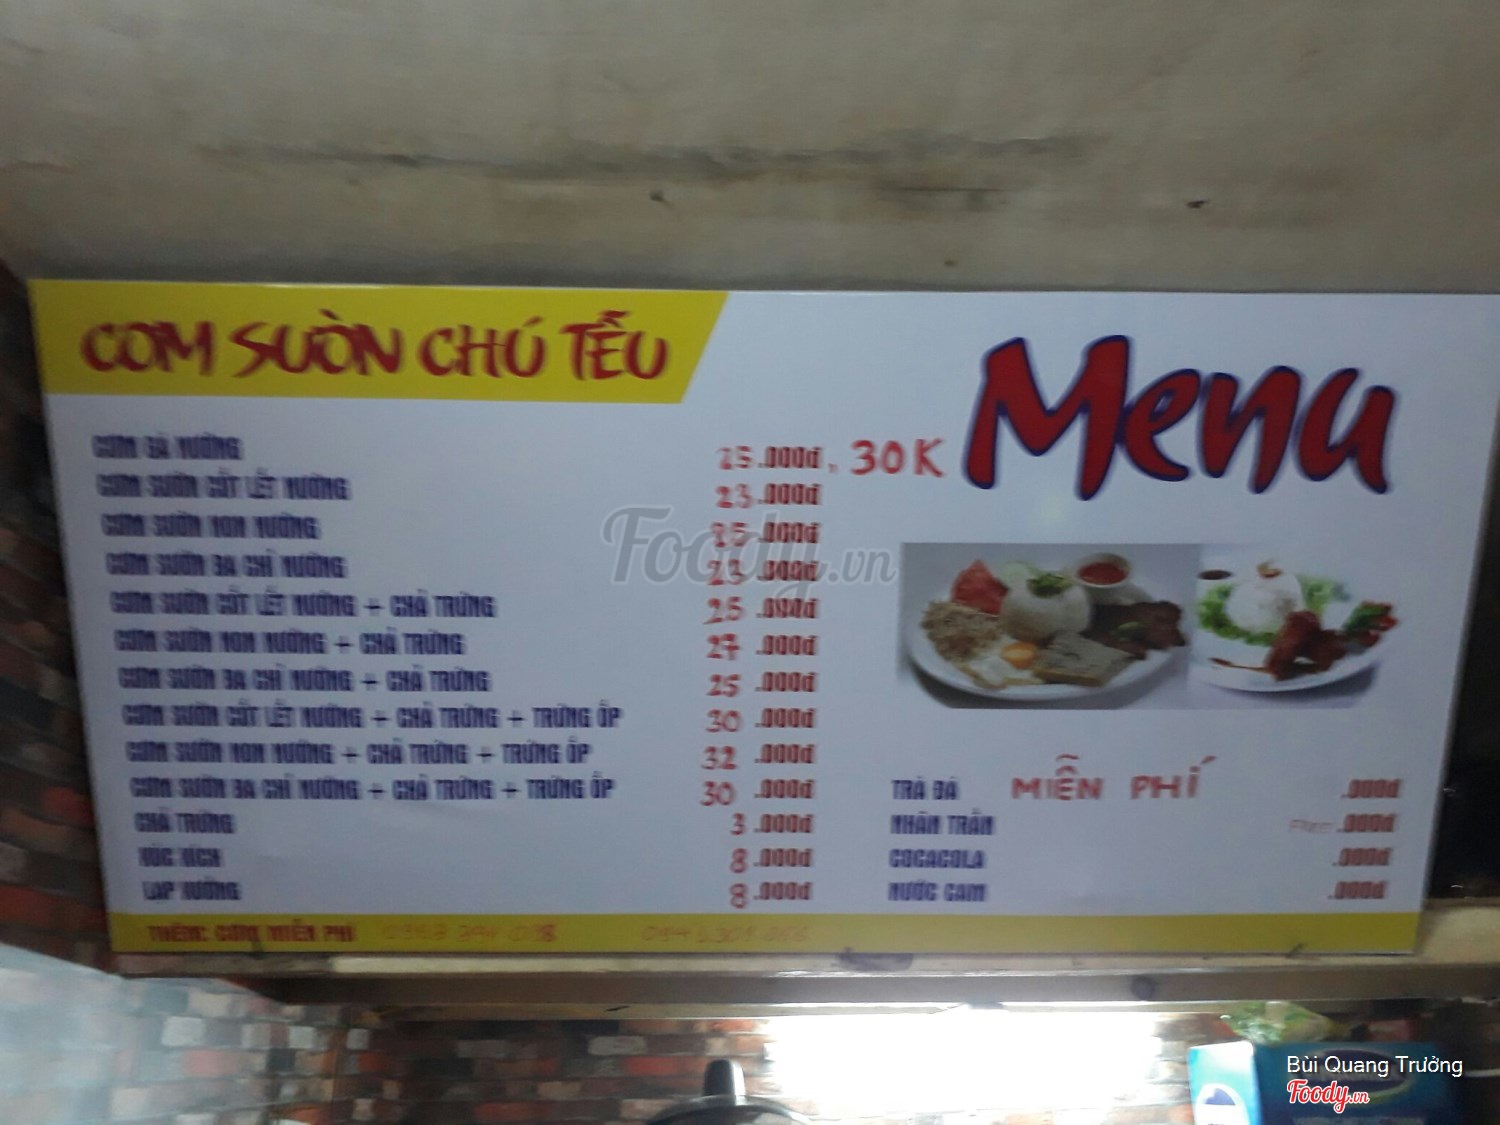 CƠM SƯỜN CHÚ TỄU
Menu
CƠM GÀ NƯỚNG 25.000đ, 30K
CƠM SƯỜN CỐT LẾT NƯỚNG 23.000đ
CƠM SƯỜN NON NƯỚNG 25.000đ
CƠM SƯỜN BA CHỈ NƯỚNG 23.000đ
CƠM SƯỜN CỐT LẾT NƯỚNG + CHẢ TRỨNG 25.000đ
CƠM SƯỜN NON NƯỚNG + CHẢ TRỨNG 27.000đ
CƠM SƯỜN BA CHỈ NƯỚNG + CHẢ TRỨNG 25.000đ
CƠM SƯỜN CỐT LẾT NƯỚNG + CHẢ TRỨNG + TRỨNG ỐP 30.000đ
CƠM SƯỜN NON NƯỚNG + CHẢ TRỨNG + TRỨNG ỐP 32.000đ
CƠM SƯỜN BA CHỈ NƯỚNG + CHẢ TRỨNG + TRỨNG ỐP 30.000đ
CHẢ TRỨNG 3.000đ
XÚC XÍCH 8.000đ
LẠP XƯỞNG 8.000đ
TRÀ ĐÁ MIỄN PHÍ .000đ
NHÂN TRẦN Free .000đ
COCACOLA .000đ
NƯỚC CAM .000đ
THÊM: CƠM MIỄN PHÍ
Foody.vn
Bùi Quang Trưởng
Foody.vn